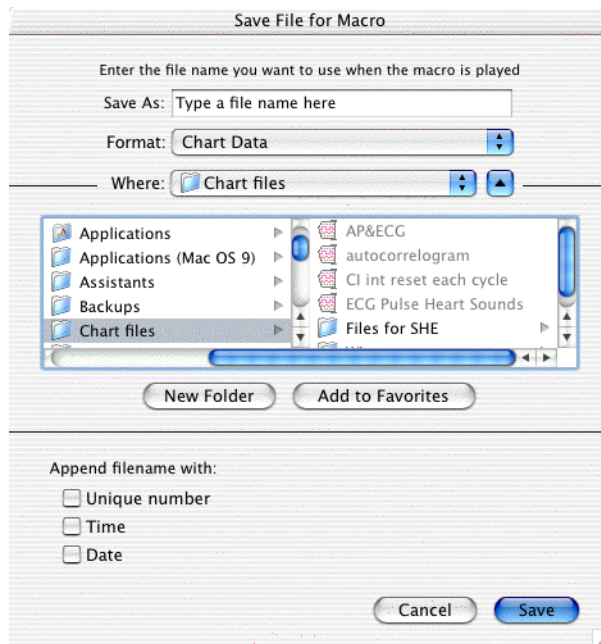 Save File for Macro
Enter the file name you want to use when the macro is played
Save As: Type a file name here
Format: Chart Data
Where: Chart files
Applications
Applications (Mac OS 9)
Assistants
Backups
Chart files
AP&ECG
autocorrelogram
CI int reset each cycle
ECG Pulse Heart Sounds
Files for SHE
New Folder
Add to Favorites
Append filename with:
Unique number
Time
Date
Cancel
Save